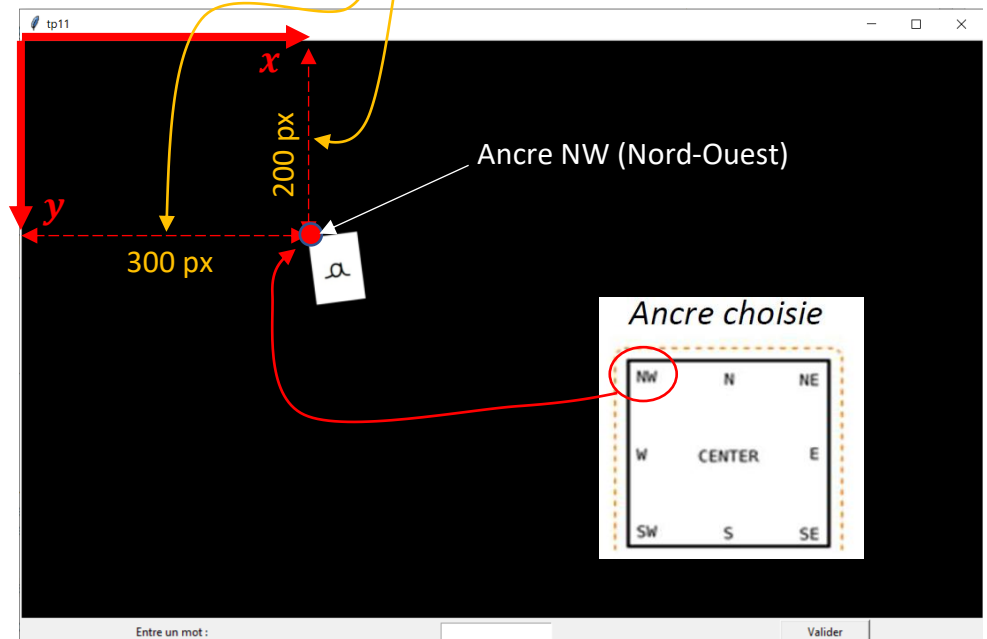 tp11
x
200 px
Ancre NW (Nord-Ouest)
y
300 px
a
Ancre choisie
NW N NE
W CENTER E
SW S SE
Entre un mot :
Valider